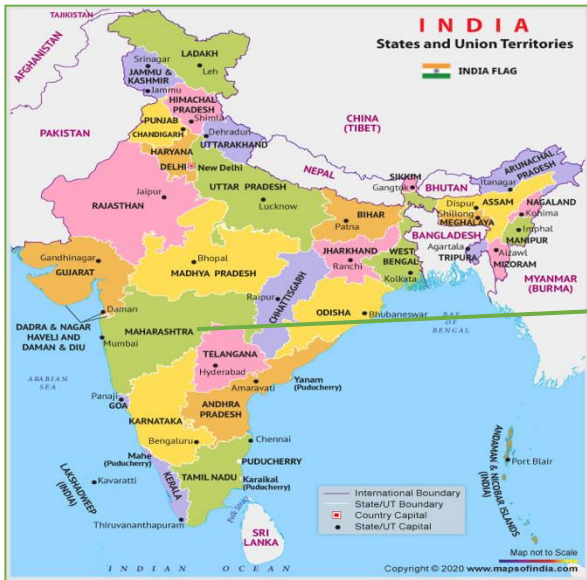 INDIA
States and Union Territories
INDIA FLAG
TAJIKISTAN
AFGHANISTAN
PAKISTAN
CHINA
(TIBET)
NEPAL
BHUTAN
BANGLADESH
MYANMAR
(BURMA)
SRI
LANKA
LADAKH
Leh
Srinagar
JAMMU &
KASHMIR
Jammu
HIMACHAL
PRADESH
Shimla
PUNJAB
CHANDIGARH
Dehradun
UTTARAKHAND
HARYANA
DELHI
New Delhi
RAJASTHAN
Jaipur
UTTAR PRADESH
Lucknow
BIHAR
Patna
SIKKIM
Gangtok
ARUNACHAL
PRADESH
Itanagar
Dispur
ASSAM
NAGALAND
Kohima
Shillong
MEGHALAYA
Imphal
MANIPUR
Agartala
TRIPURA
Aizawl
MIZORAM
Gandhinagar
GUJARAT
Bhopal
MADHYA PRADESH
JHARKHAND
Ranchi
WEST
BENGAL
Kolkata
CHHATTISGARH
Raipur
ODISHA
Bhubaneswar
BAY
OF
BENGAL
Daman
DADRA & NAGAR
HAVELI AND
DAMAN & DIU
MAHARASHTRA
Mumbai
ARABIAN
SEA
TELANGANA
Hyderabad
Amaravati
Yanam
(Puducherry)
ANDHRA
PRADESH
Panaji
GOA
KARNATAKA
Bengaluru
Chennai
Mahe
(Puducherry)
PUDUCHERRY
TAMIL NADU
Karaikal
(Puducherry)
KERALA
Thiruvananthapuram
LAKSHADWEEP
(INDIA)
Kavaratti
ANDAMAN & NICOBAR ISLANDS
(INDIA)
Port Blair
INDIAN OCEAN
International Boundary
State/UT Boundary
Country Capital
State/UT Capital
Map not to Scale
Copyright © 2020 www.mapsofindia.com